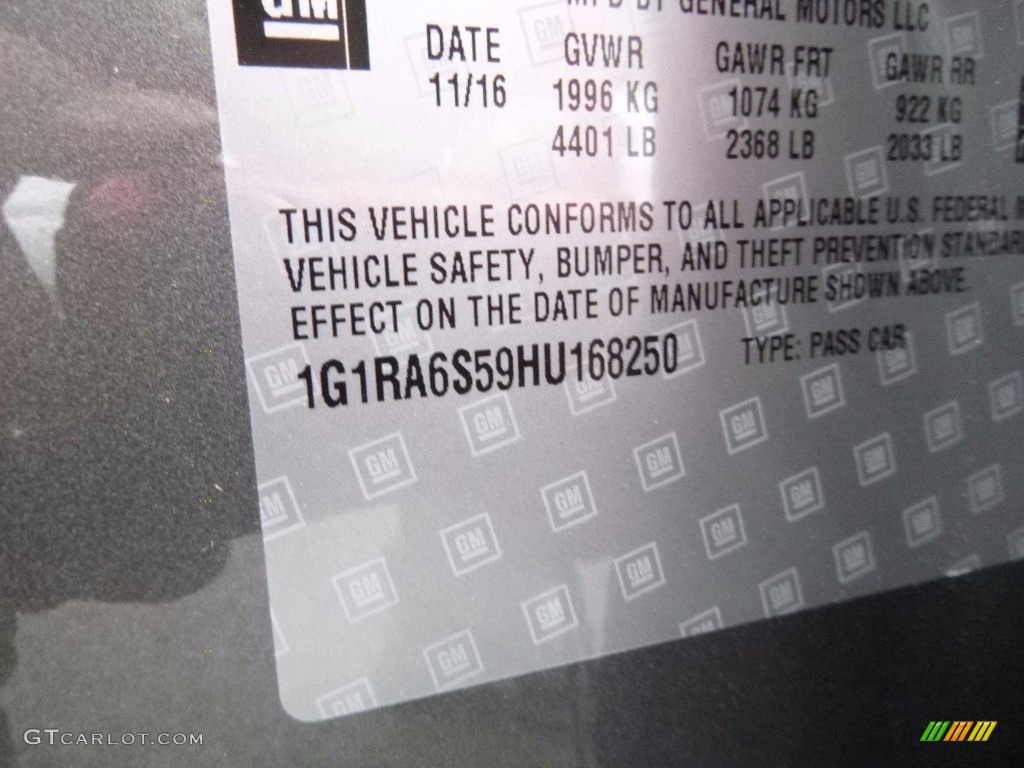 GM
MFD BY GENERAL MOTORS LLC
DATE GVWR GAWR FRT GAWR RR
11/16 1996 KG 1074 KG 922 KG
4401 LB 2368 LB 2033 LB
THIS VEHICLE CONFORMS TO ALL APPLICABLE U.S. FEDERAL
VEHICLE SAFETY, BUMPER, AND THEFT PREVENTION STANDAR
EFFECT ON THE DATE OF MANUFACTURE SHOWN ABOVE.
1G1RA6S59HU168250 TYPE: PASS CAR
GTCARLOT.COM